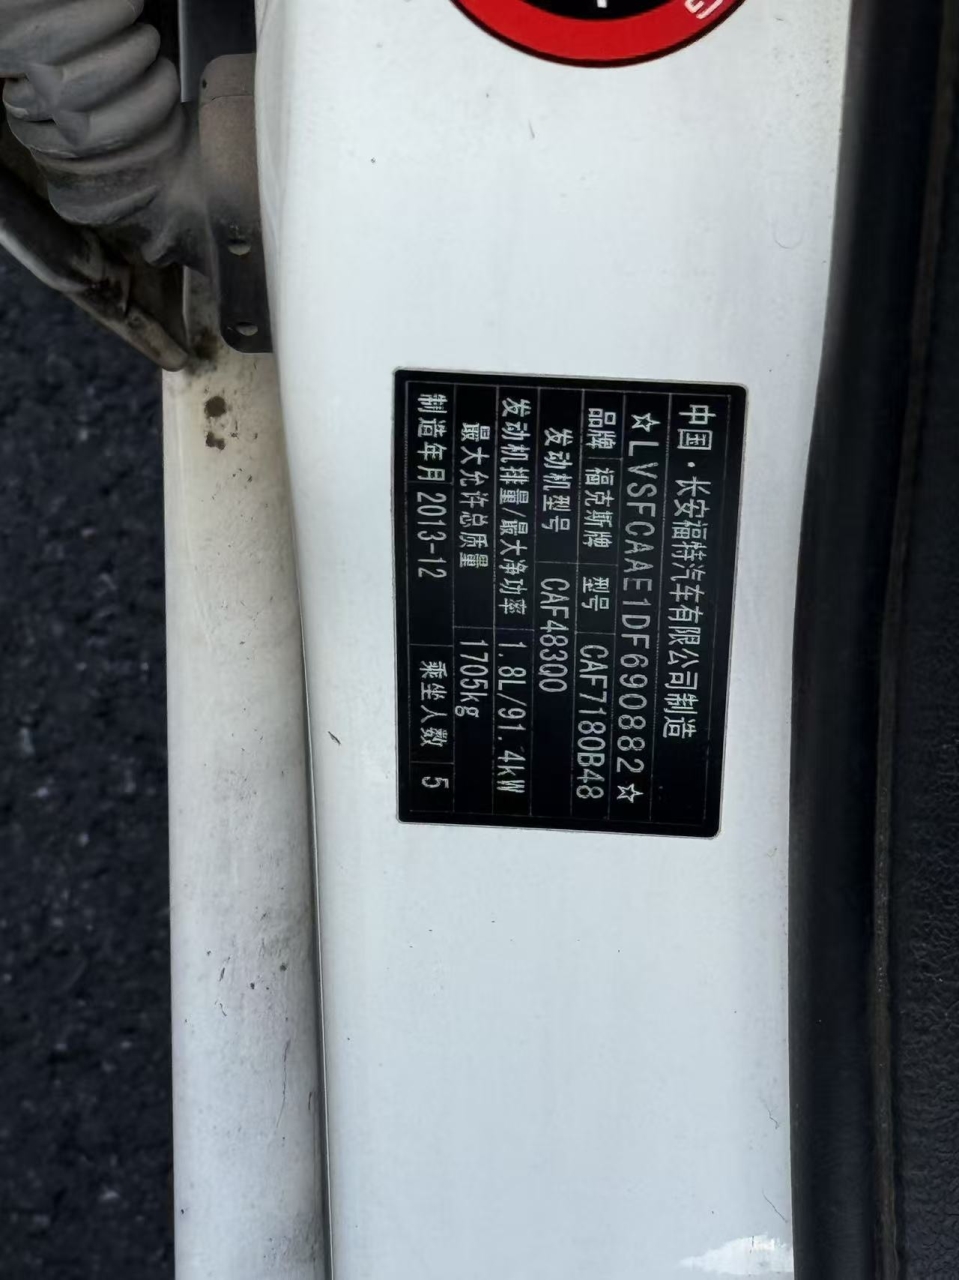 中国·长安福特汽车有限公司制造
☆LVSFCAAE1DF690882☆
品牌 福克斯牌 型号 CAF7180B48
发动机型号 CAF483Q0
发动机排量/最大净功率 1.8L/91.4kW
最大允许总质量 1705kg
制造年月 2013-12 乘坐人数 5